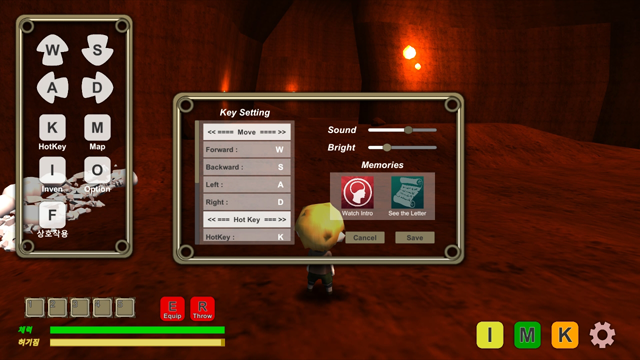 W S
A D
K M
HotKey Map
I O
Inven Option
F
상호작용
Key Setting
<< ==== Move ==== >>
Forward : W
Backward : S
Left : A
Right : D
<< === Hot Key === >>
HotKey : K
Sound
Bright
Memories
Watch Intro See the Letter
Cancel Save
E R
Equip Throw
체력
허기짐
I M K